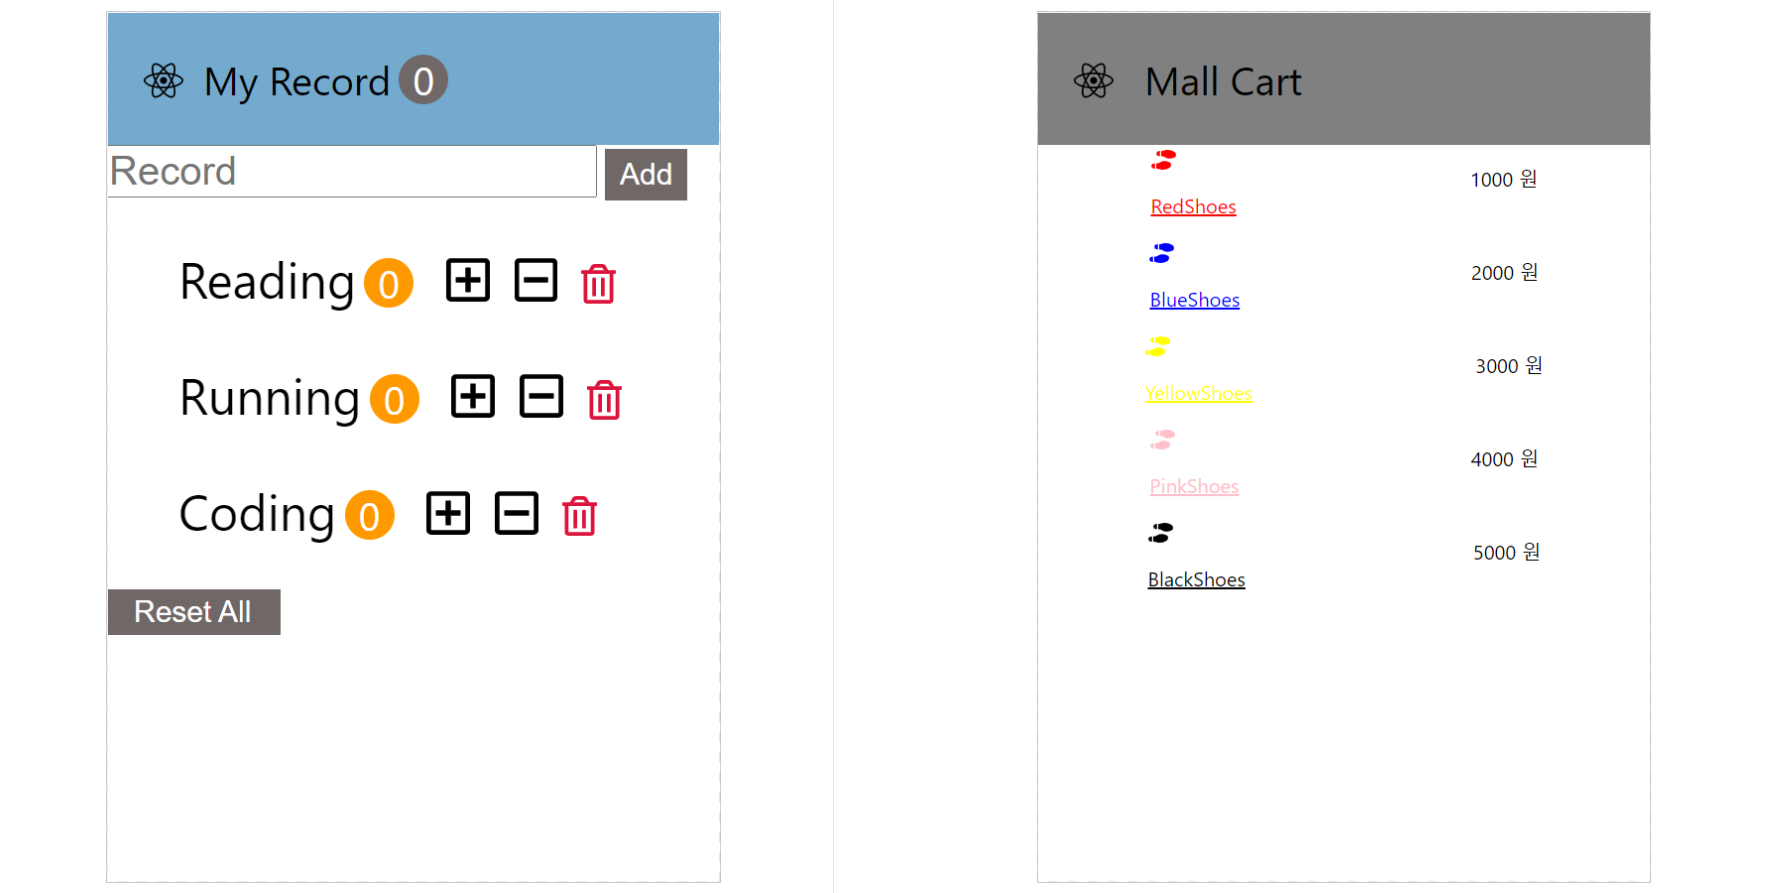 My Record 0
Record
Add
Reading 0
Running 0
Coding 0
Reset All
Mall Cart
1000 원
RedShoes
2000 원
BlueShoes
3000 원
YellowShoes
4000 원
PinkShoes
5000 원
BlackShoes